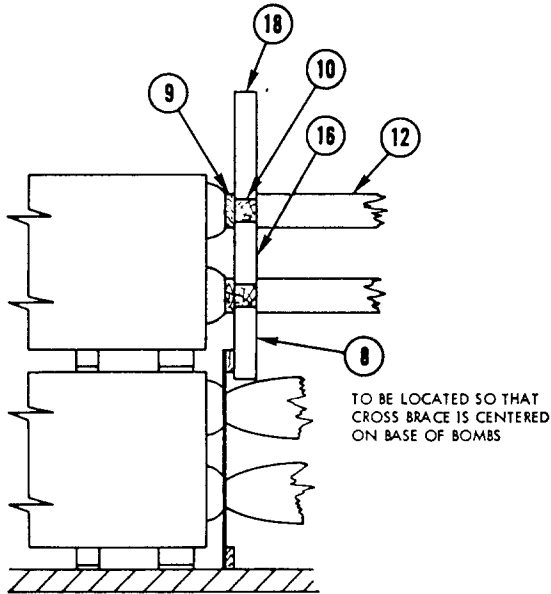 18
10
9
16
12
8
TO BE LOCATED SO THAT
CROSS BRACE IS CENTERED
ON BASE OF BOMBS